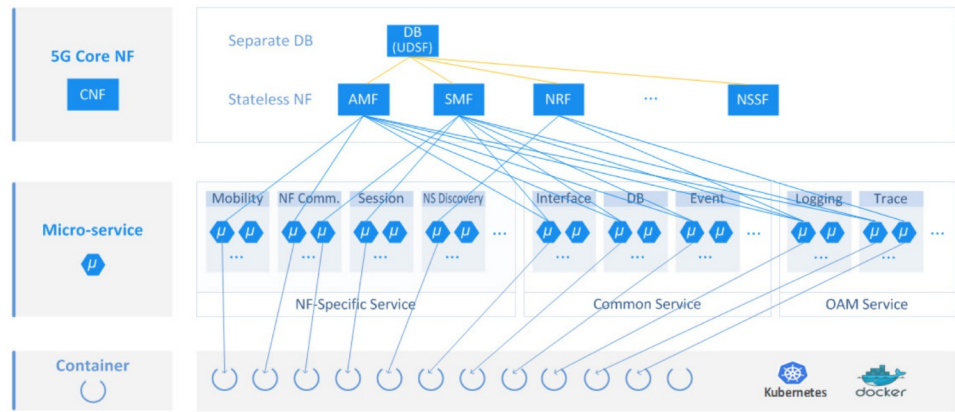 5G Core NF
CNF
Separate DB
DB
(UDSF)
Stateless NF
AMF
SMF
NRF
...
NSSF
Micro-service
μ
Mobility
NF Comm.
Session
NS Discovery
Interface
DB
Event
Logging
Trace
μ μ μ μ μ μ μ μ ... μ μ μ μ μ μ ... μ μ μ μ ...
... ... ... ... ... ... ... ... ...
NF-Specific Service
Common Service
OAM Service
Container
Kubernetes
docker